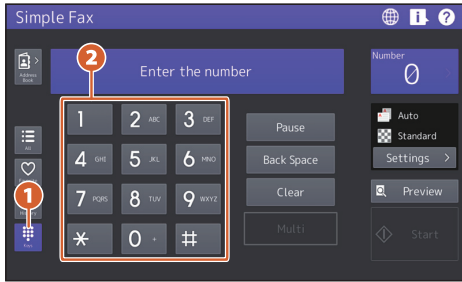 Simple Fax
i
?
Address
Book
2
Enter the number
Number
0
1
2 ABC
3 DEF
Pause
Auto
Standard
All
4 GHI
5 JKL
6 MNO
Back Space
Settings >
1
7 PQRS
8 TUV
9 WXYZ
Clear
Preview
History
* 
0 +
#
Multi
Start
Keys